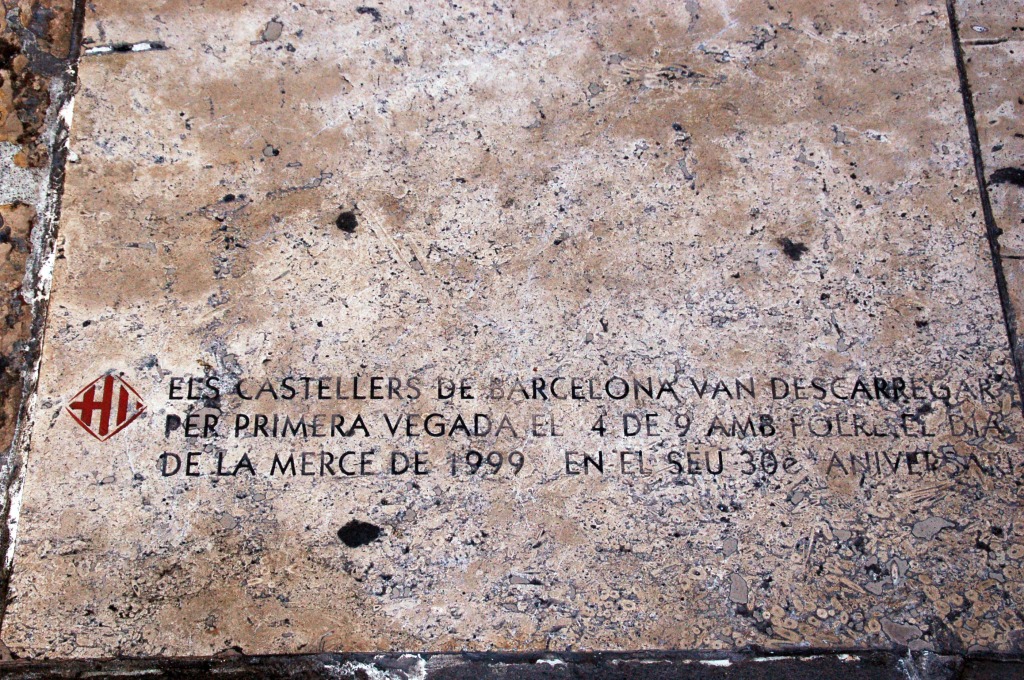 ELS CASTELLERS DE BARCELONA VAN DESCARREGAR
PER PRIMERA VEGADA EL 4 DE 9 AMB FOLRE EL DIA
DE LA MERCE DE 1999 EN EL SEU 30è ANIVERSARI